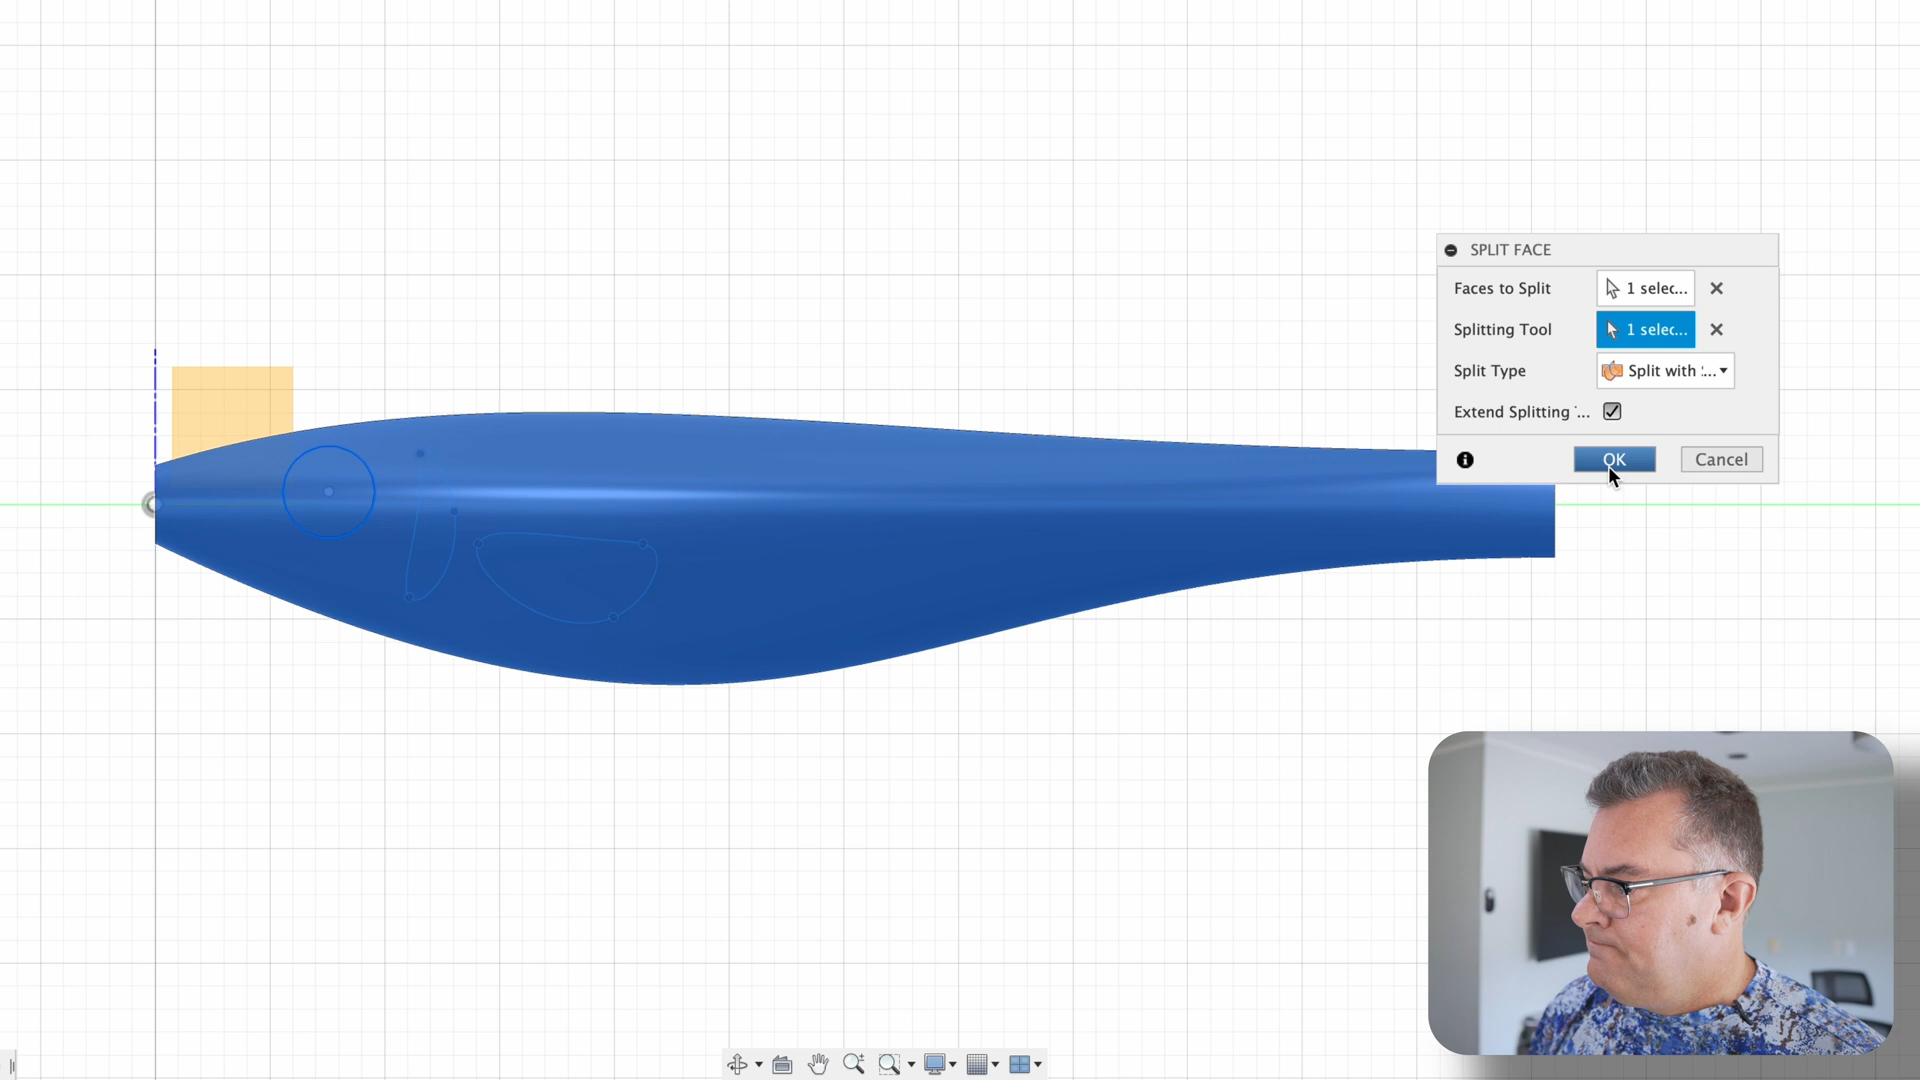 SPLIT FACE
Faces to Split 1 selec...
Splitting Tool 1 selec...
Split Type Split with :...
Extend Splitting '...
OK Cancel